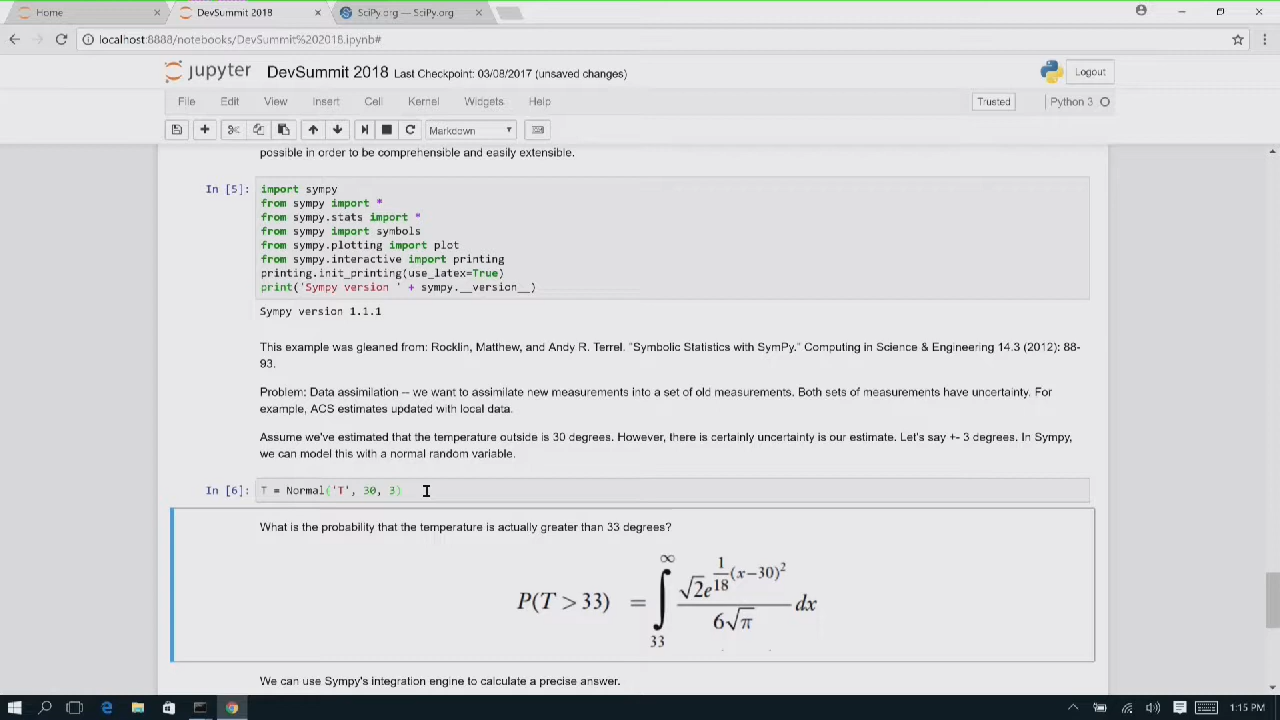 Home
DevSummit 2018
SciPy.org — SciPy.org
localhost:8888/notebooks/DevSummit%202018.ipynb#
jupyter DevSummit 2018 Last Checkpoint: 03/08/2017 (unsaved changes)
Logout
File Edit View Insert Cell Kernel Widgets Help
Trusted
Python 3
Markdown
possible in order to be comprehensible and easily extensible.
In [5]: import sympy
from sympy import *
from sympy.stats import *
from sympy import symbols
from sympy.plotting import plot
from sympy.interactive import printing
printing.init_printing(use_latex=True)
print('Sympy version ' + sympy.__version__)
Sympy version 1.1.1
This example was gleaned from: Rocklin, Matthew, and Andy R. Terrel. "Symbolic Statistics with SymPy." Computing in Science & Engineering 14.3 (2012): 88-
93.
Problem: Data assimilation -- we want to assimilate new measurements into a set of old measurements. Both sets of measurements have uncertainty. For
example, ACS estimates updated with local data.
Assume we've estimated that the temperature outside is 30 degrees. However, there is certainly uncertainty is our estimate. Let's say +- 3 degrees. In Sympy,
we can model this with a normal random variable.
In [6]: T = Normal('T', 30, 3)
What is the probability that the temperature is actually greater than 33 degrees?
P(T > 33) = ∫₃₃^∞ √2e^(1/18 (x−30)²) / 6√π dx
We can use Sympy's integration engine to calculate a precise answer.
1:15 PM